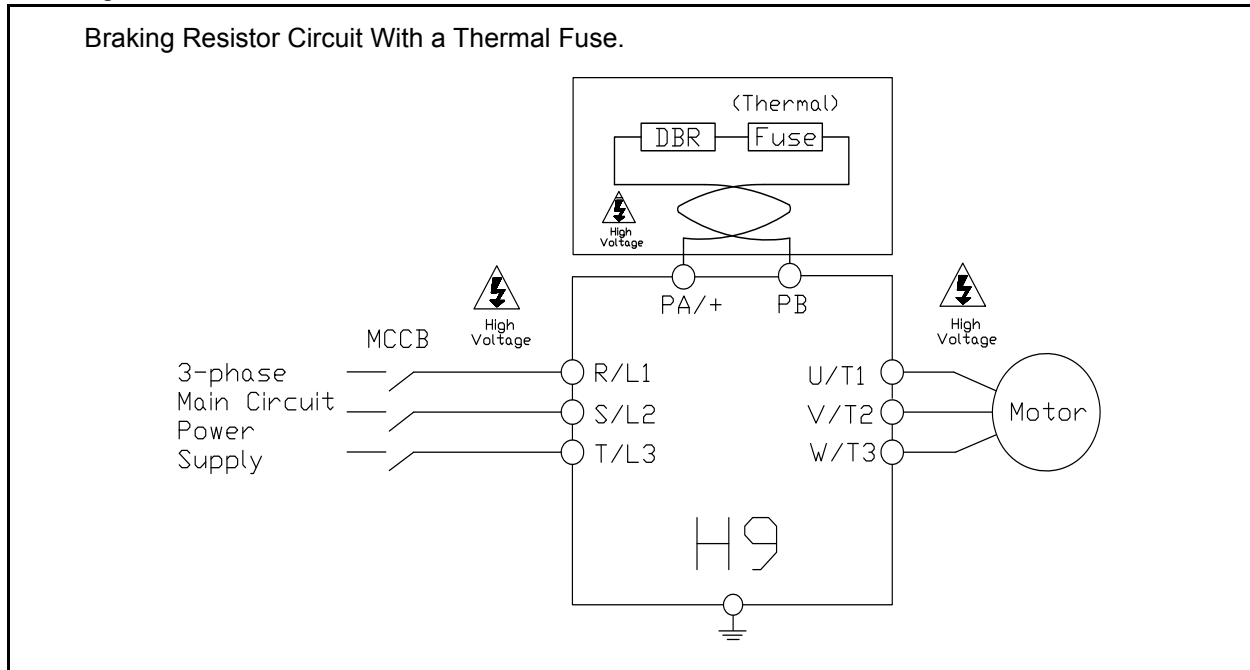 Braking Resistor Circuit With a Thermal Fuse.
(Thermal)
DBR
Fuse
High
Voltage
PA/+
PB
High
Voltage
High
Voltage
MCCB
3-phase
Main Circuit
Power
Supply
R/L1
S/L2
T/L3
U/T1
V/T2
W/T3
Motor
H9